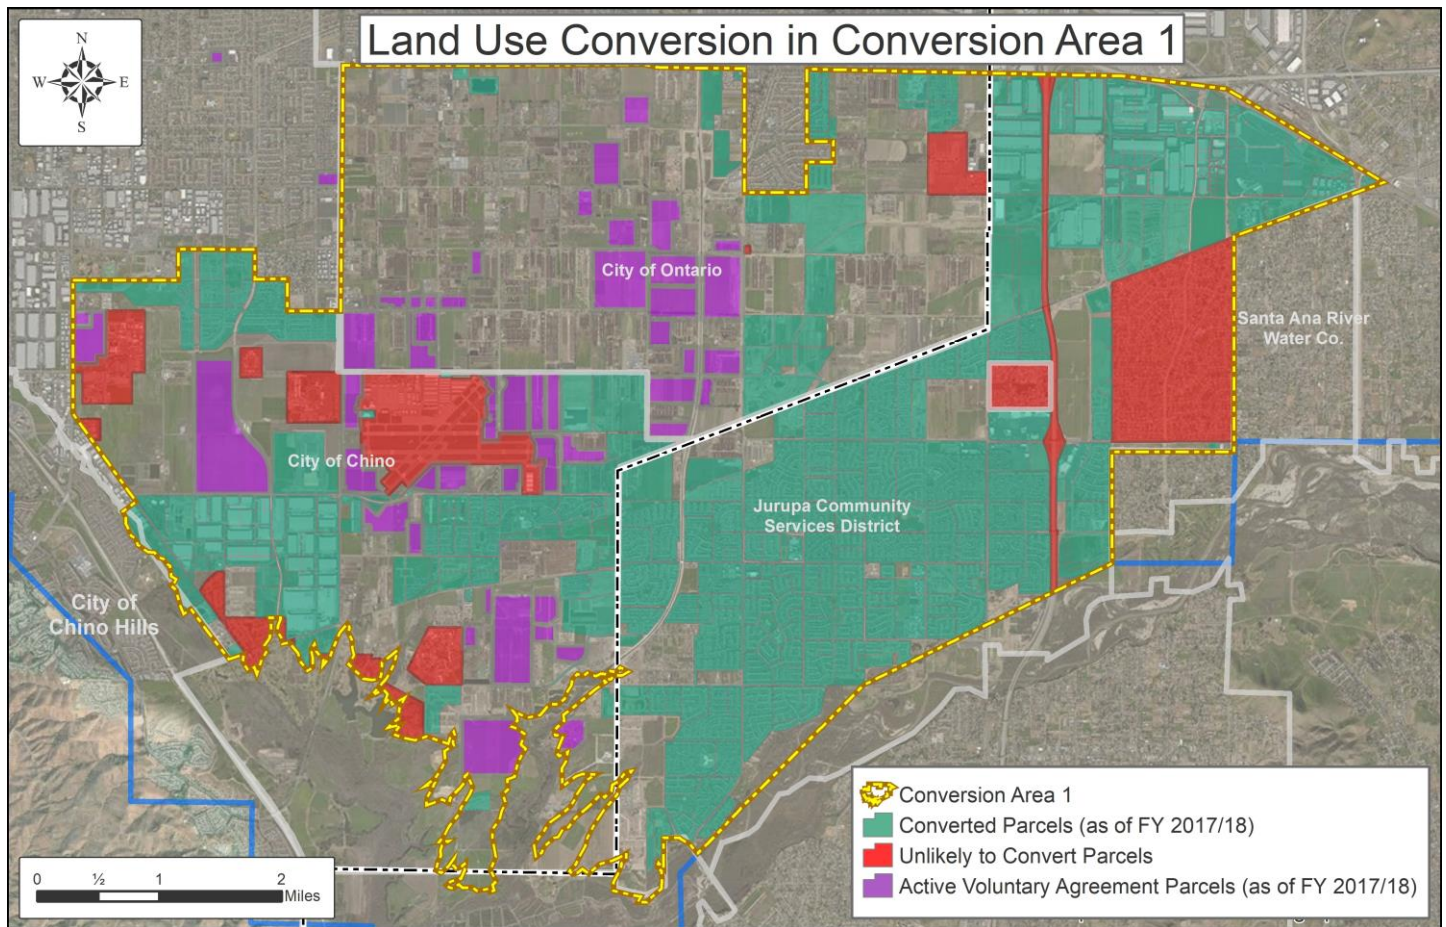 Land Use Conversion in Conversion Area 1
N
W E
S
City of Ontario
Santa Ana River
Water Co.
City of Chino
Jurupa Community
Services District
City of
Chino Hills
Conversion Area 1
Converted Parcels (as of FY 2017/18)
Unlikely to Convert Parcels
Active Voluntary Agreement Parcels (as of FY 2017/18)
0 ½ 1 2
Miles